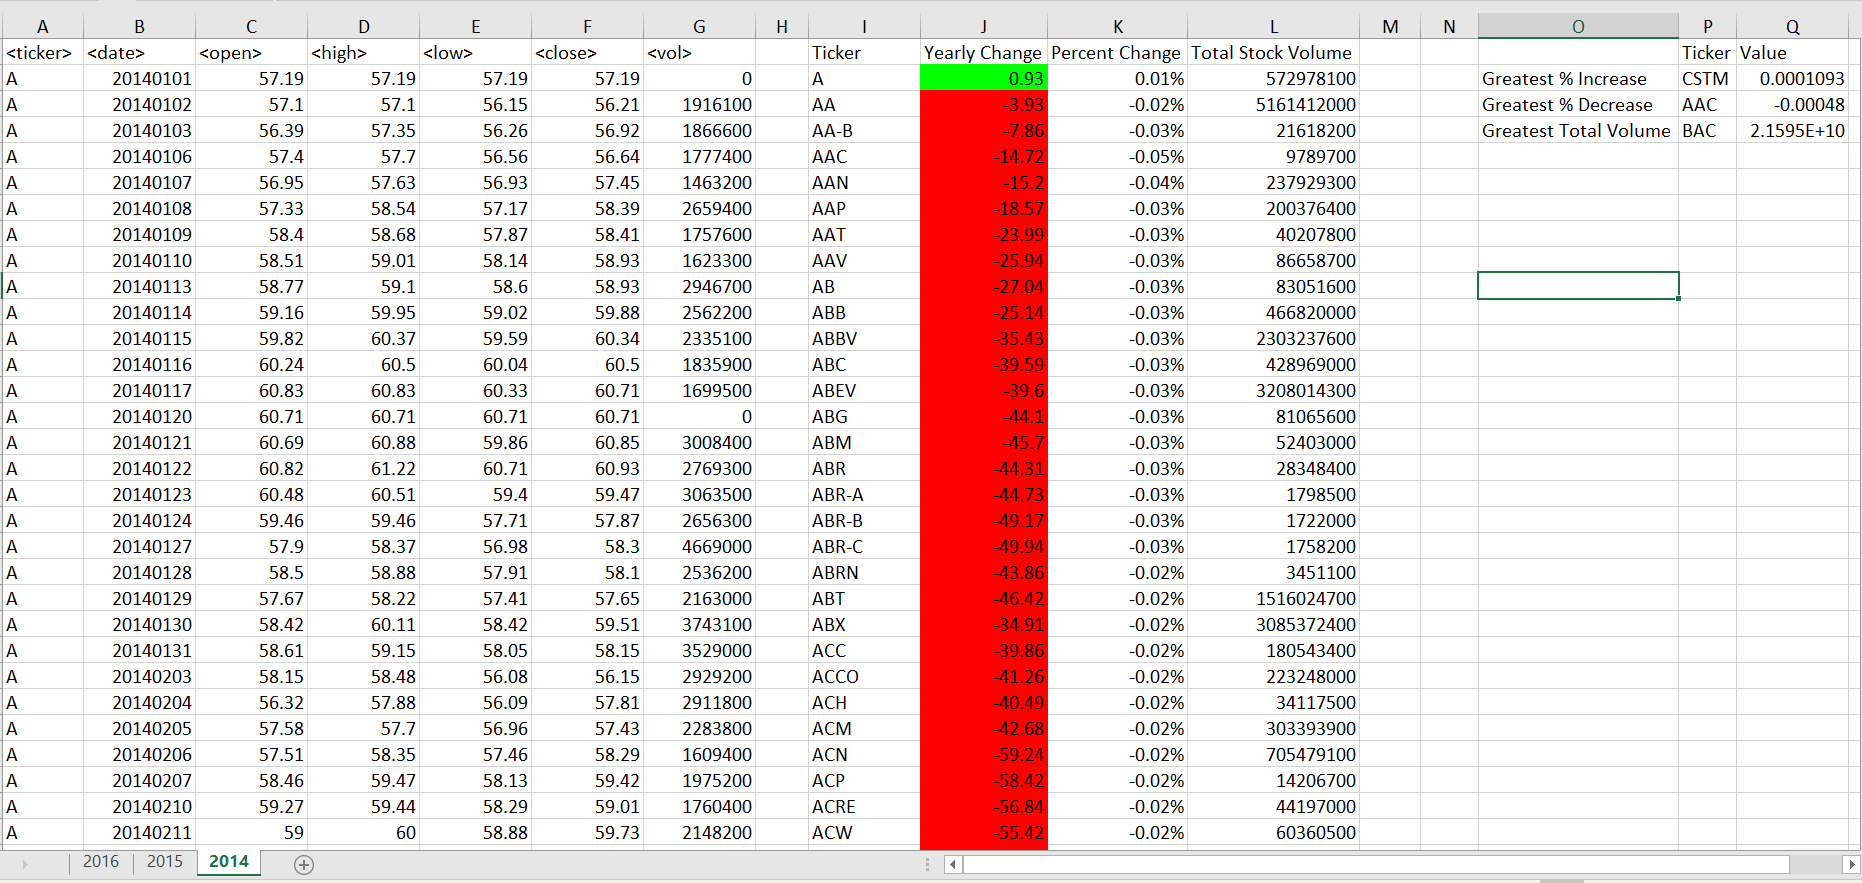 A B C D E F G H I J K L M N O P Q
<ticker> <date> <open> <high> <low> <close> <vol> Ticker Yearly Change Percent Change Total Stock Volume Ticker Value
A 20140101 57.19 57.19 57.19 57.19 0 A 0.93 0.01% 572978100 Greatest % Increase CSTM 0.0001093
A 20140102 57.1 57.1 56.15 56.21 1916100 AA -3.93 -0.02% 5161412000 Greatest % Decrease AAC -0.00048
A 20140103 56.39 57.35 56.26 56.92 1866600 AA-B -7.86 -0.03% 21618200 Greatest Total Volume BAC 2.1595E+10
A 20140106 57.4 57.7 56.56 56.64 1777400 AAC -14.72 -0.05% 9789700
A 20140107 56.95 57.63 56.93 57.45 1463200 AAN -15.2 -0.04% 237929300
A 20140108 57.33 58.54 57.17 58.39 2659400 AAP -18.57 -0.03% 200376400
A 20140109 58.4 58.68 57.87 58.41 1757600 AAT -23.99 -0.03% 40207800
A 20140110 58.51 59.01 58.14 58.93 1623300 AAV -25.94 -0.03% 86658700
A 20140113 58.77 59.1 58.6 58.93 2946700 AB -27.04 -0.03% 83051600
A 20140114 59.16 59.95 59.02 59.88 2562200 ABB -25.14 -0.03% 466820000
A 20140115 59.82 60.37 59.59 60.34 2335100 ABBV -35.43 -0.03% 2303237600
A 20140116 60.24 60.5 60.04 60.5 1835900 ABC -39.59 -0.03% 428969000
A 20140117 60.83 60.83 60.33 60.71 1699500 ABEV -39.6 -0.03% 3208014300
A 20140120 60.71 60.71 60.71 60.71 0 ABG -44.1 -0.03% 81065600
A 20140121 60.69 60.88 59.86 60.85 3008400 ABM -45.7 -0.03% 52403000
A 20140122 60.82 61.22 60.71 60.93 2769300 ABR -44.31 -0.03% 28348400
A 20140123 60.48 60.51 59.4 59.47 3063500 ABR-A -44.73 -0.03% 1798500
A 20140124 59.46 59.46 57.71 57.87 2656300 ABR-B -49.17 -0.03% 1722000
A 20140127 57.9 58.37 56.98 58.3 4669000 ABR-C -49.94 -0.03% 1758200
A 20140128 58.5 58.88 57.91 58.1 2536200 ABRN -43.86 -0.02% 3451100
A 20140129 57.67 58.22 57.41 57.65 2163000 ABT -46.42 -0.02% 1516024700
A 20140130 58.42 60.11 58.42 59.51 3743100 ABX -34.91 -0.02% 3085372400
A 20140131 58.61 59.15 58.05 58.15 3529000 ACC -39.86 -0.02% 180543400
A 20140203 58.15 58.48 56.08 56.15 2929200 ACCO -41.26 -0.02% 223248000
A 20140204 56.32 57.88 56.09 57.81 2911800 ACH -40.49 -0.02% 34117500
A 20140205 57.58 57.7 56.96 57.43 2283800 ACM -42.68 -0.02% 303393900
A 20140206 57.51 58.35 57.46 58.29 1609400 ACN -59.24 -0.02% 705479100
A 20140207 58.46 59.47 58.13 59.42 1975200 ACP -58.42 -0.02% 14206700
A 20140210 59.27 59.44 58.29 59.01 1760400 ACRE -56.84 -0.02% 44197000
A 20140211 59 60 58.88 59.73 2148200 ACW -55.42 -0.02% 60360500
2016 2015 2014